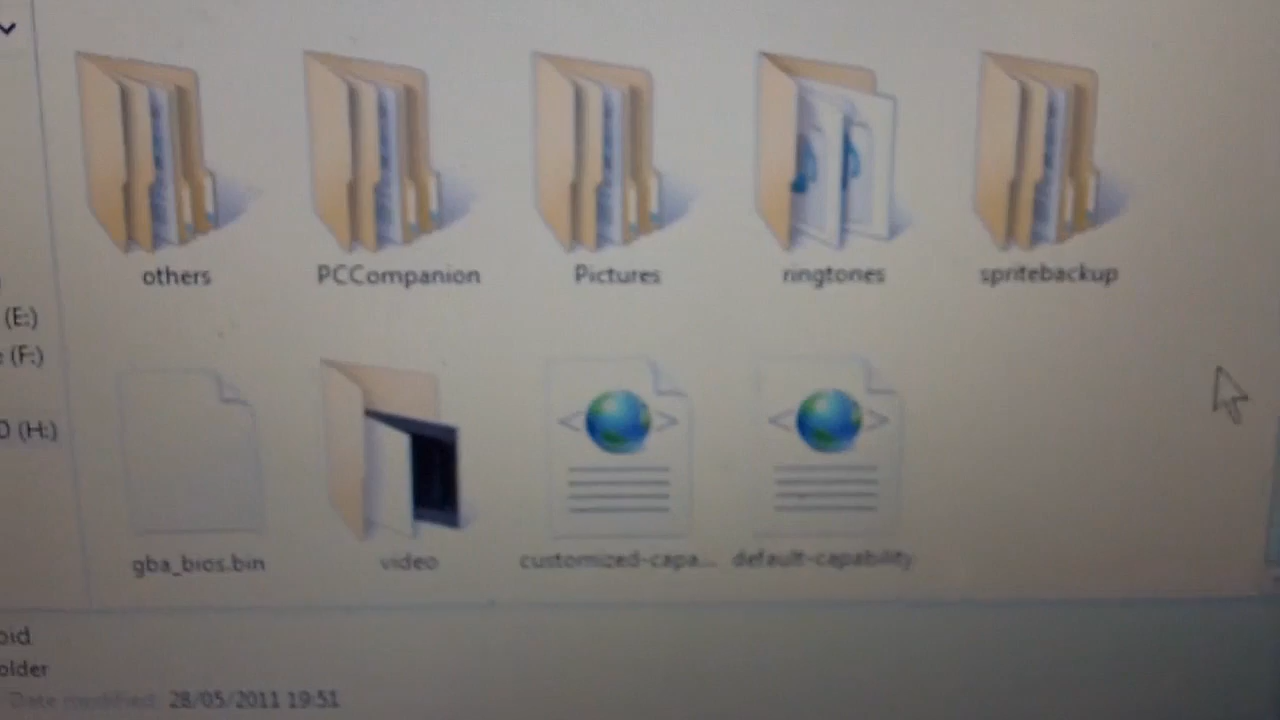 others PCCompanion Pictures ringtones spritebackup
(E:)
(F:)
(H:)
gba_bios.bin video customized-capa... default-capability
oid
older
Date modified: 28/05/2011 19:51